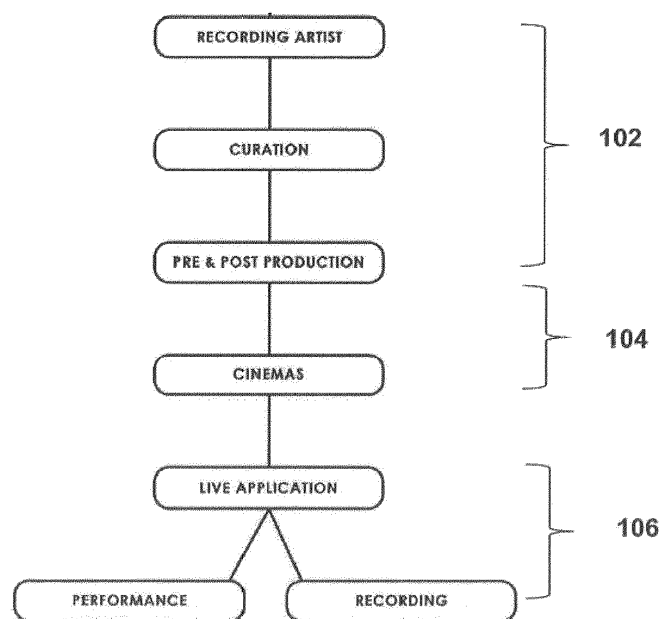 RECORDING ARTIST
CURATION
102
PRE & POST PRODUCTION
104
CINEMAS
LIVE APPLICATION
106
PERFORMANCE
RECORDING